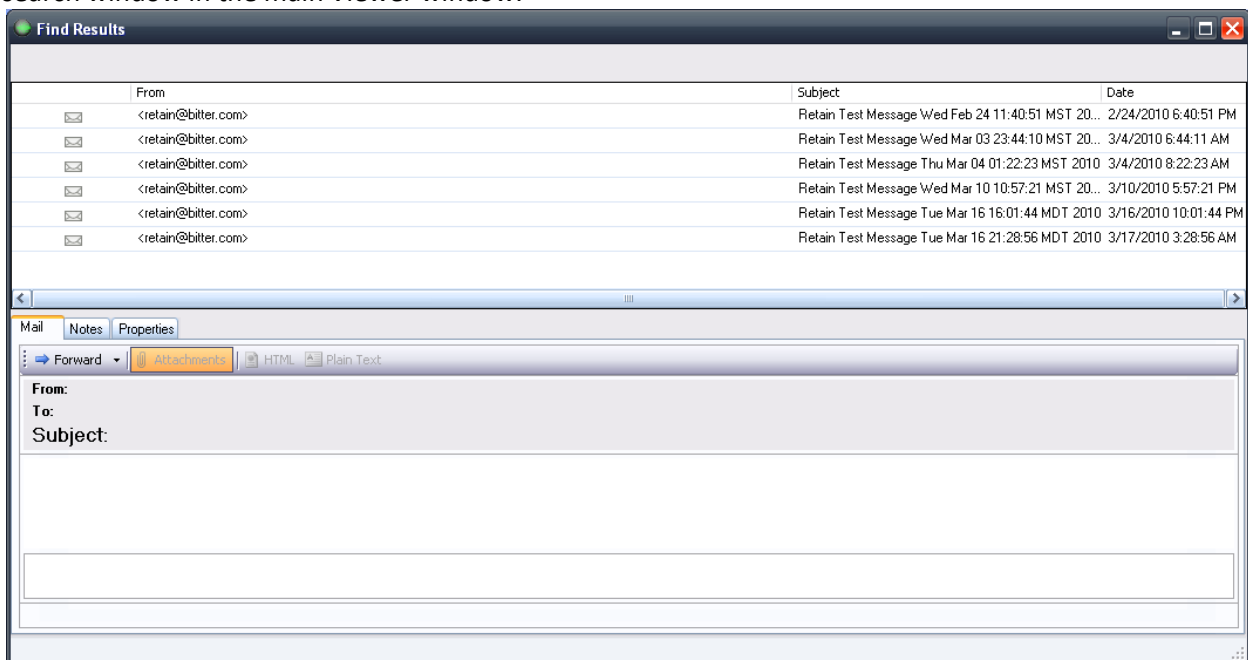 search window in the main viewer window.
Find Results
From Subject Date
<retain@bitter.com> Retain Test Message Wed Feb 24 11:40:51 MST 20... 2/24/2010 6:40:51 PM
<retain@bitter.com> Retain Test Message Wed Mar 03 23:44:10 MST 20... 3/4/2010 6:44:11 AM
<retain@bitter.com> Retain Test Message Thu Mar 04 01:22:23 MST 2010 3/4/2010 8:22:23 AM
<retain@bitter.com> Retain Test Message Wed Mar 10 10:57:21 MST 20... 3/10/2010 5:57:21 PM
<retain@bitter.com> Retain Test Message Tue Mar 16 16:01:44 MDT 2010 3/16/2010 10:01:44 PM
<retain@bitter.com> Retain Test Message Tue Mar 16 21:28:56 MDT 2010 3/17/2010 3:28:56 AM
Mail Notes Properties
Forward Attachments HTML Plain Text
From:
To:
Subject: